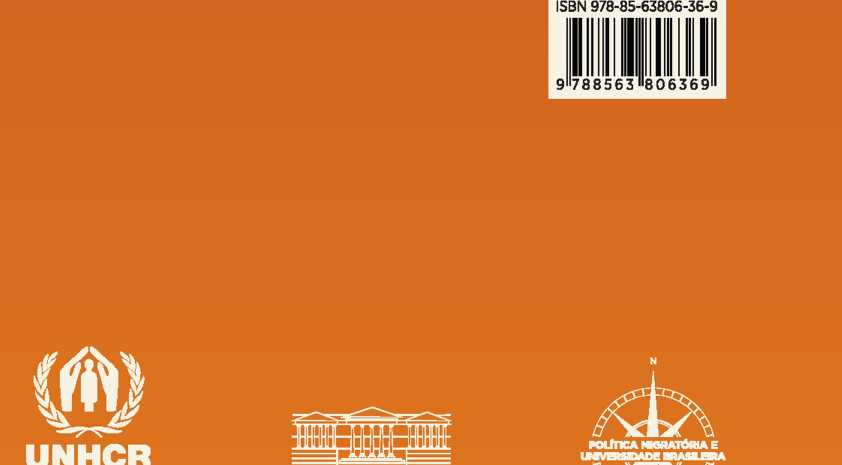 ISBN 978-85-63806-36-9
9 788563 806369
N
UNHCR
POLÍTICA MIGRATÓRIA E
UNIVERSIDADE BRASILEIRA